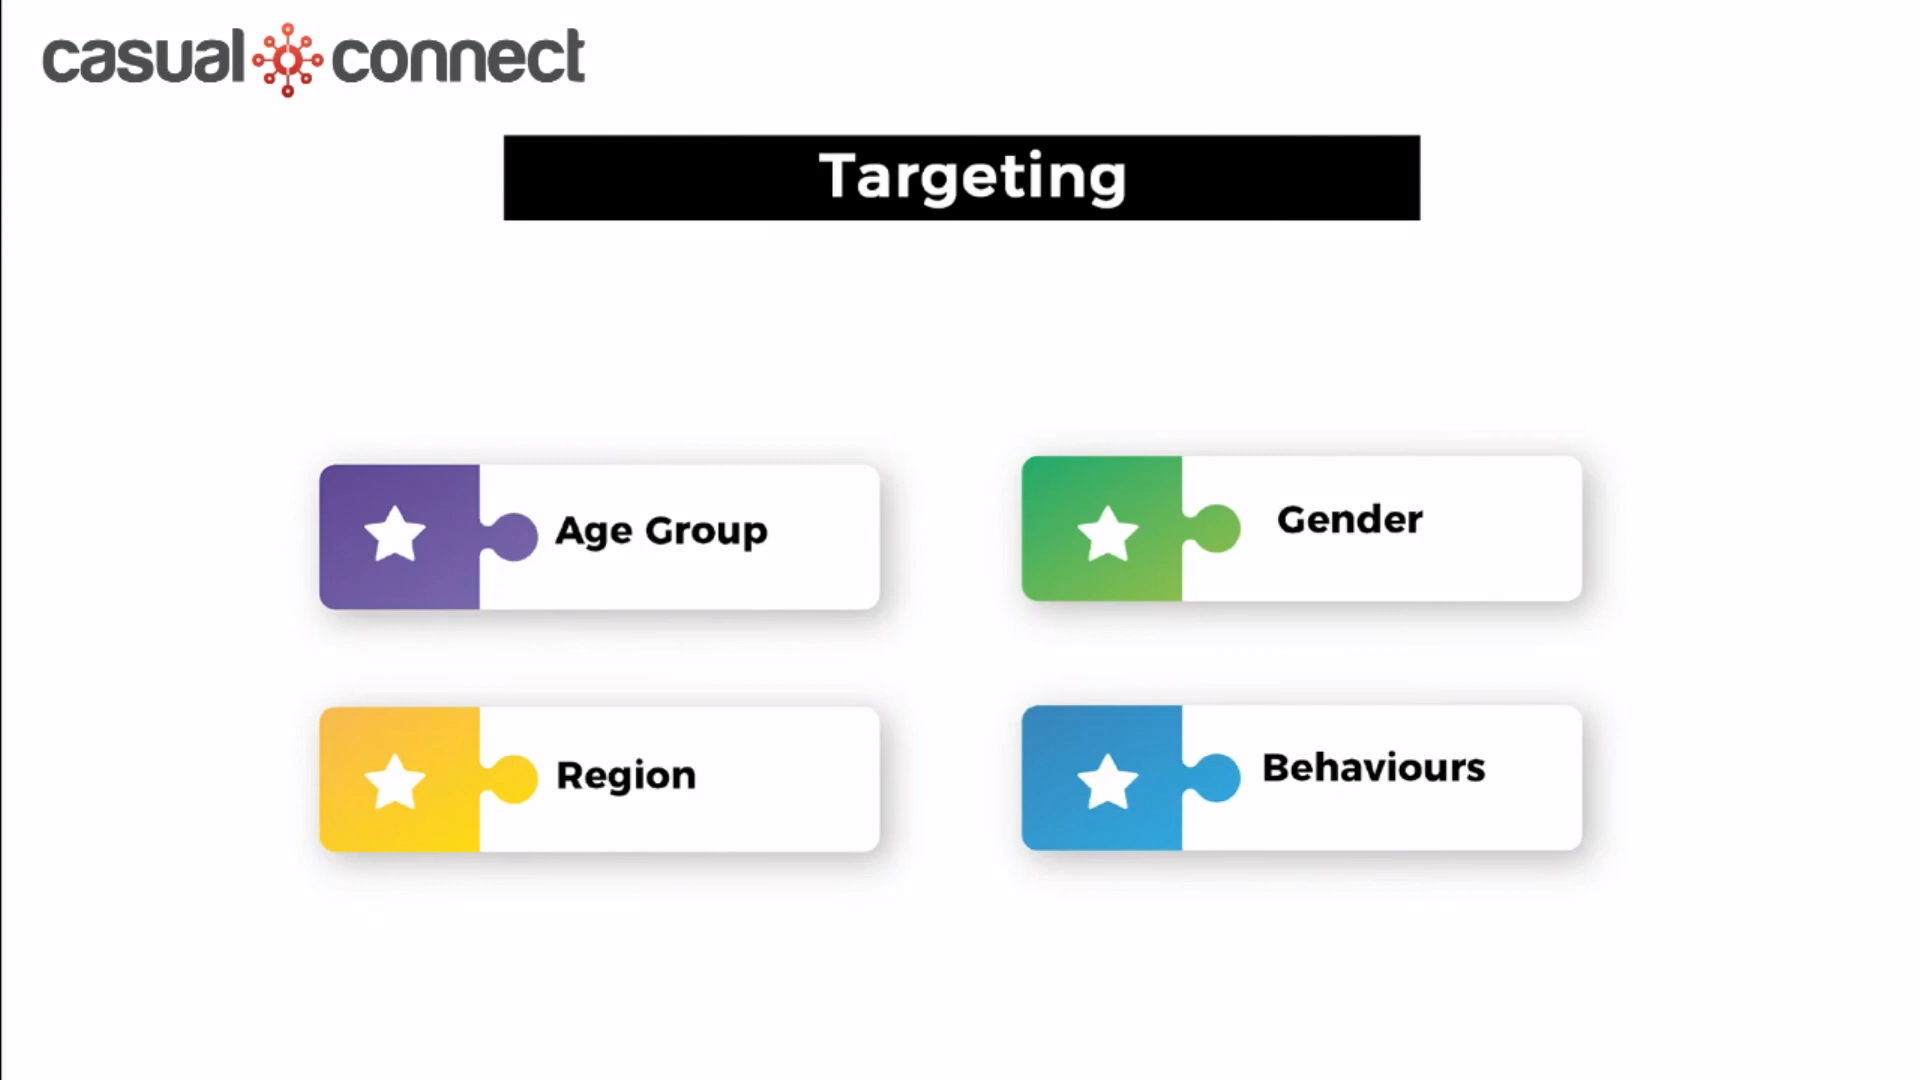 casual connect
Targeting
Age Group
Gender
Region
Behaviours